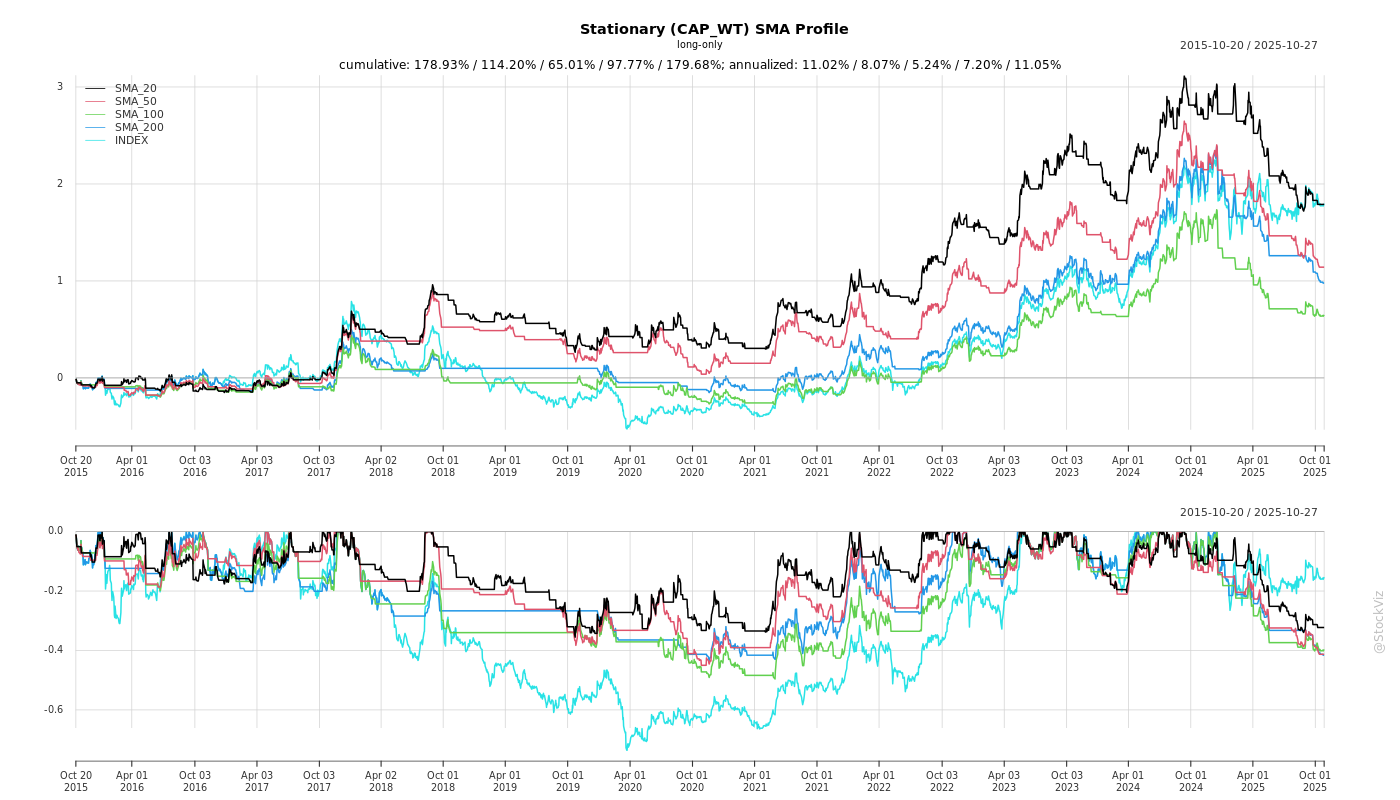 Stationary (CAP_WT) SMA Profile
long-only
2015-10-20 / 2025-10-27
cumulative: 178.93% / 114.20% / 65.01% / 97.77% / 179.68%; annualized: 11.02% / 8.07% / 5.24% / 7.20% / 11.05%
SMA_20
SMA_50
SMA_100
SMA_200
INDEX
3
2
1
0
Oct 20 Apr 01 Oct 03 Apr 03 Oct 03 Apr 02 Oct 01 Apr 01 Oct 01 Apr 01 Oct 01 Apr 01 Oct 01 Apr 01 Oct 03 Apr 03 Oct 03 Apr 01 Oct 01 Apr 01 Oct 01
2015 2016 2016 2017 2017 2018 2018 2019 2019 2020 2020 2021 2021 2022 2022 2023 2023 2024 2024 2025 2025
2015-10-20 / 2025-10-27
0.0
-0.2
-0.4
-0.6
Oct 20 Apr 01 Oct 03 Apr 03 Oct 03 Apr 02 Oct 01 Apr 01 Oct 01 Apr 01 Oct 01 Apr 01 Oct 01 Apr 01 Oct 03 Apr 03 Oct 03 Apr 01 Oct 01 Apr 01 Oct 01
2015 2016 2016 2017 2017 2018 2018 2019 2019 2020 2020 2021 2021 2022 2022 2023 2023 2024 2024 2025 2025
@StockViz